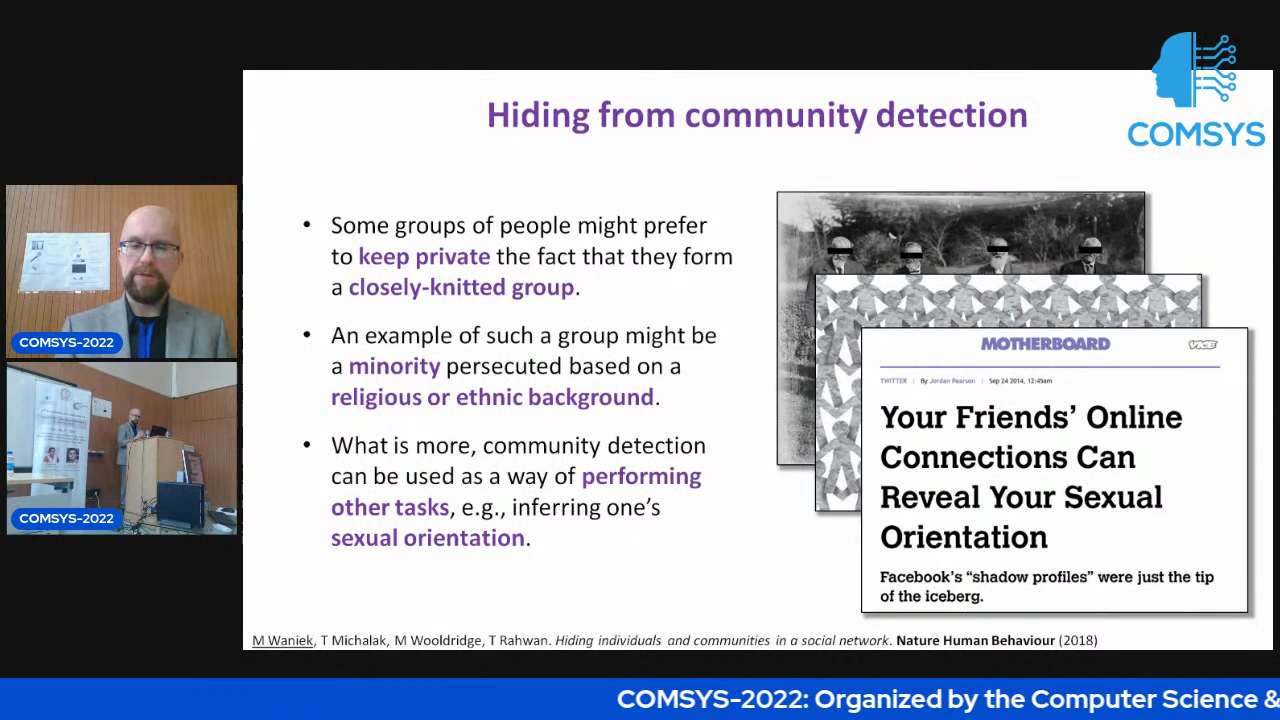 COMSYS
Hiding from community detection
• Some groups of people might prefer
to keep private the fact that they form
a closely-knitted group.
• An example of such a group might be
a minority persecuted based on a
religious or ethnic background.
• What is more, community detection
can be used as a way of performing
other tasks, e.g., inferring one's
sexual orientation.
MOTHERBOARD
VICE
TWITTER | By Jordan Pearson | Sep 24 2014, 12:49am
Your Friends' Online
Connections Can
Reveal Your Sexual
Orientation
Facebook's "shadow profiles" were just the tip
of the iceberg.
M Waniek, T Michalak, M Wooldridge, T Rahwan. Hiding individuals and communities in a social network. Nature Human Behaviour (2018)
COMSYS-2022
COMSYS-2022
COMSYS-2022: Organized by the Computer Science &